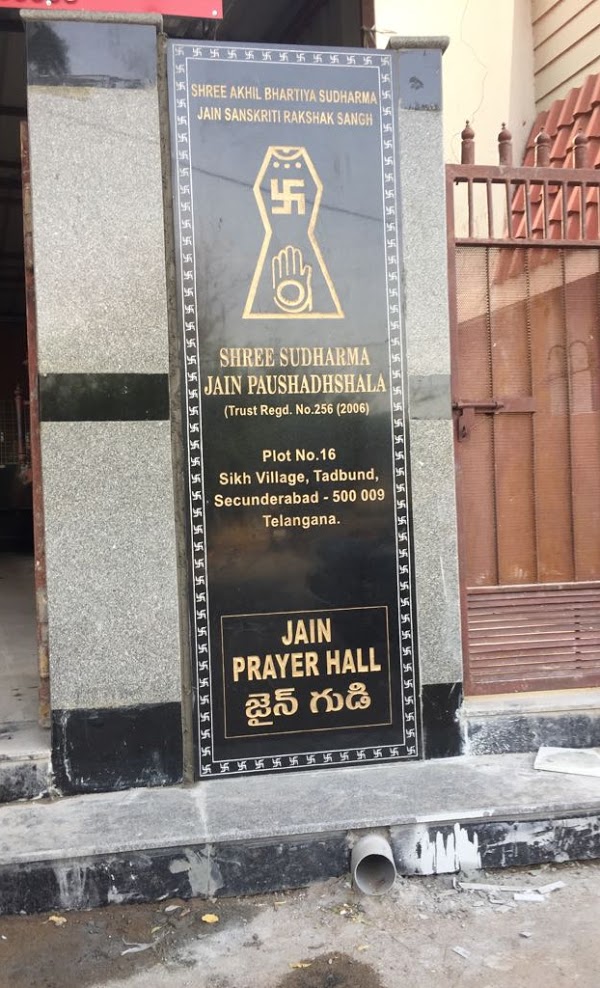 SHREE AKHIL BHARTIYA SUDHARMA
JAIN SANSKRITI RAKSHAK SANGH
SHREE SUDHARMA
JAIN PAUSHADHSHALA
(Trust Regd. No.256 (2006)
Plot No.16
Sikh Village, Tadbund,
Secunderabad - 500 009
Telangana.
JAIN
PRAYER HALL
జైన్ గుడి